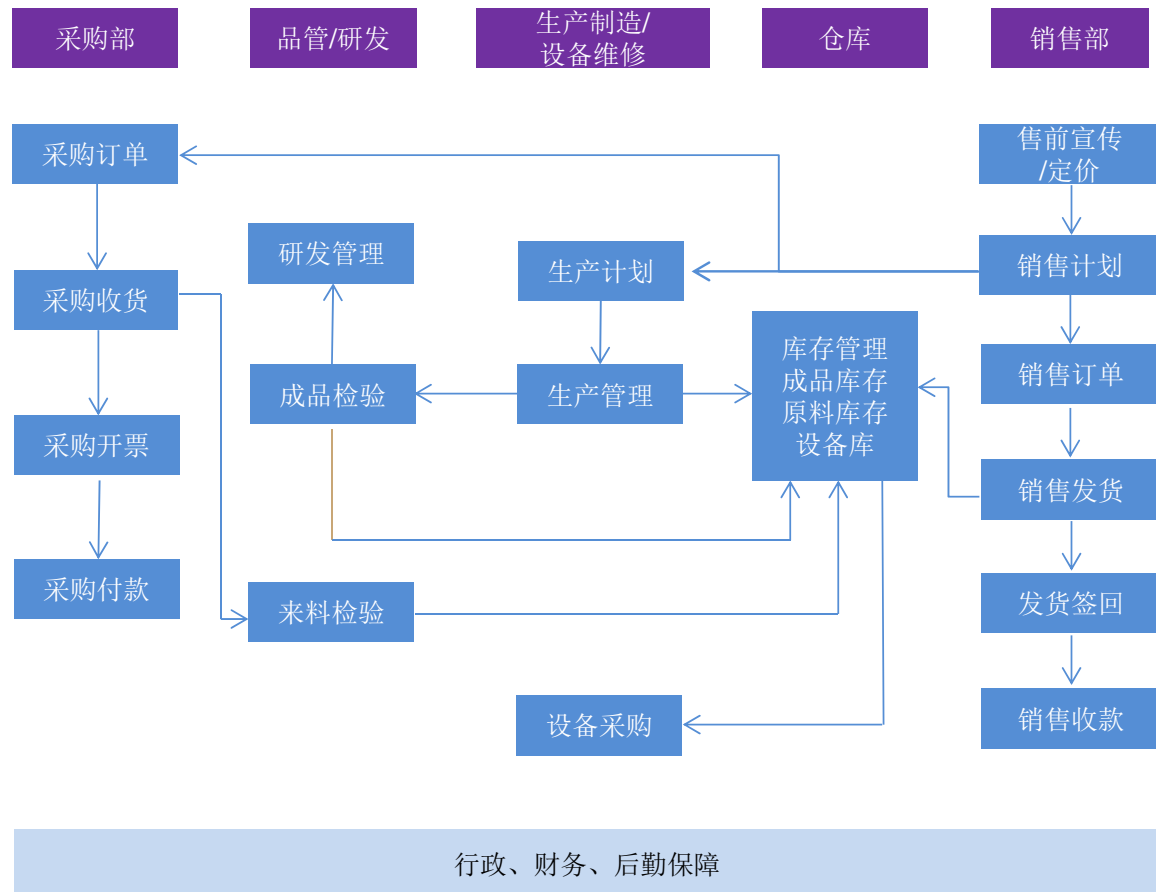 采购部
品管/研发
生产制造/
设备维修
仓库
销售部
采购订单
售前宣传
/定价
研发管理
生产计划
销售计划
采购收货
库存管理
成品库存
原料库存
设备库
销售订单
成品检验
生产管理
采购开票
销售发货
采购付款
来料检验
发货签回
设备采购
销售收款
行政、财务、后勤保障